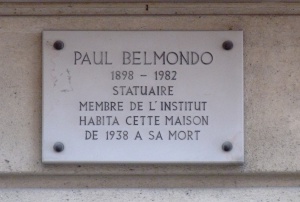 PAUL BELMONDO
1898 - 1982
STATUAIRE
MEMBRE DE L'INSTITUT
HABITA CETTE MAISON
DE 1938 A SA MORT